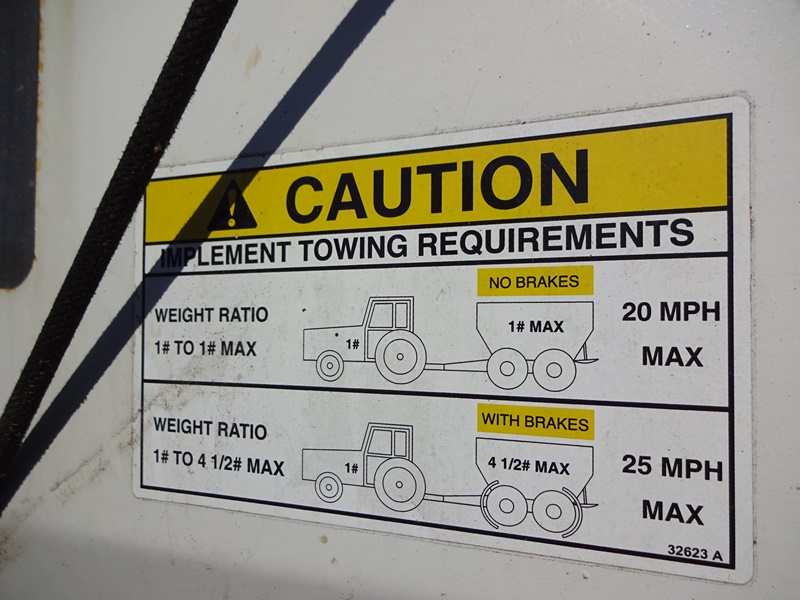 CAUTION
IMPLEMENT TOWING REQUIREMENTS
NO BRAKES
WEIGHT RATIO
1# TO 1# MAX
1#
1# MAX
20 MPH
MAX
WITH BRAKES
WEIGHT RATIO
1# TO 4 1/2# MAX
1#
4 1/2# MAX
25 MPH
MAX
32623 A